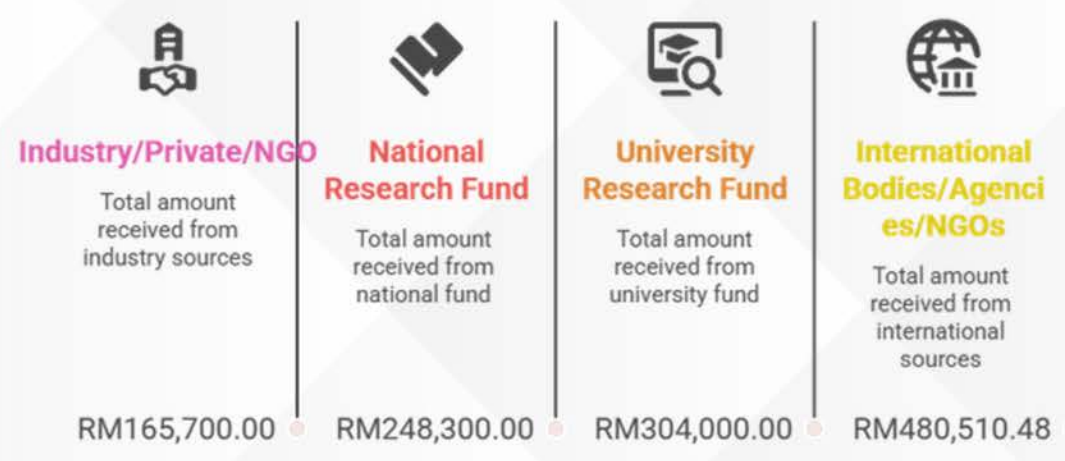 Industry/Private/NGO
Total amount
received from
industry sources
RM165,700.00
National
Research Fund
Total amount
received from
national fund
RM248,300.00
University
Research Fund
Total amount
received from
university fund
RM304,000.00
International
Bodies/Agenci
es/NGOs
Total amount
received from
international
sources
RM480,510.48